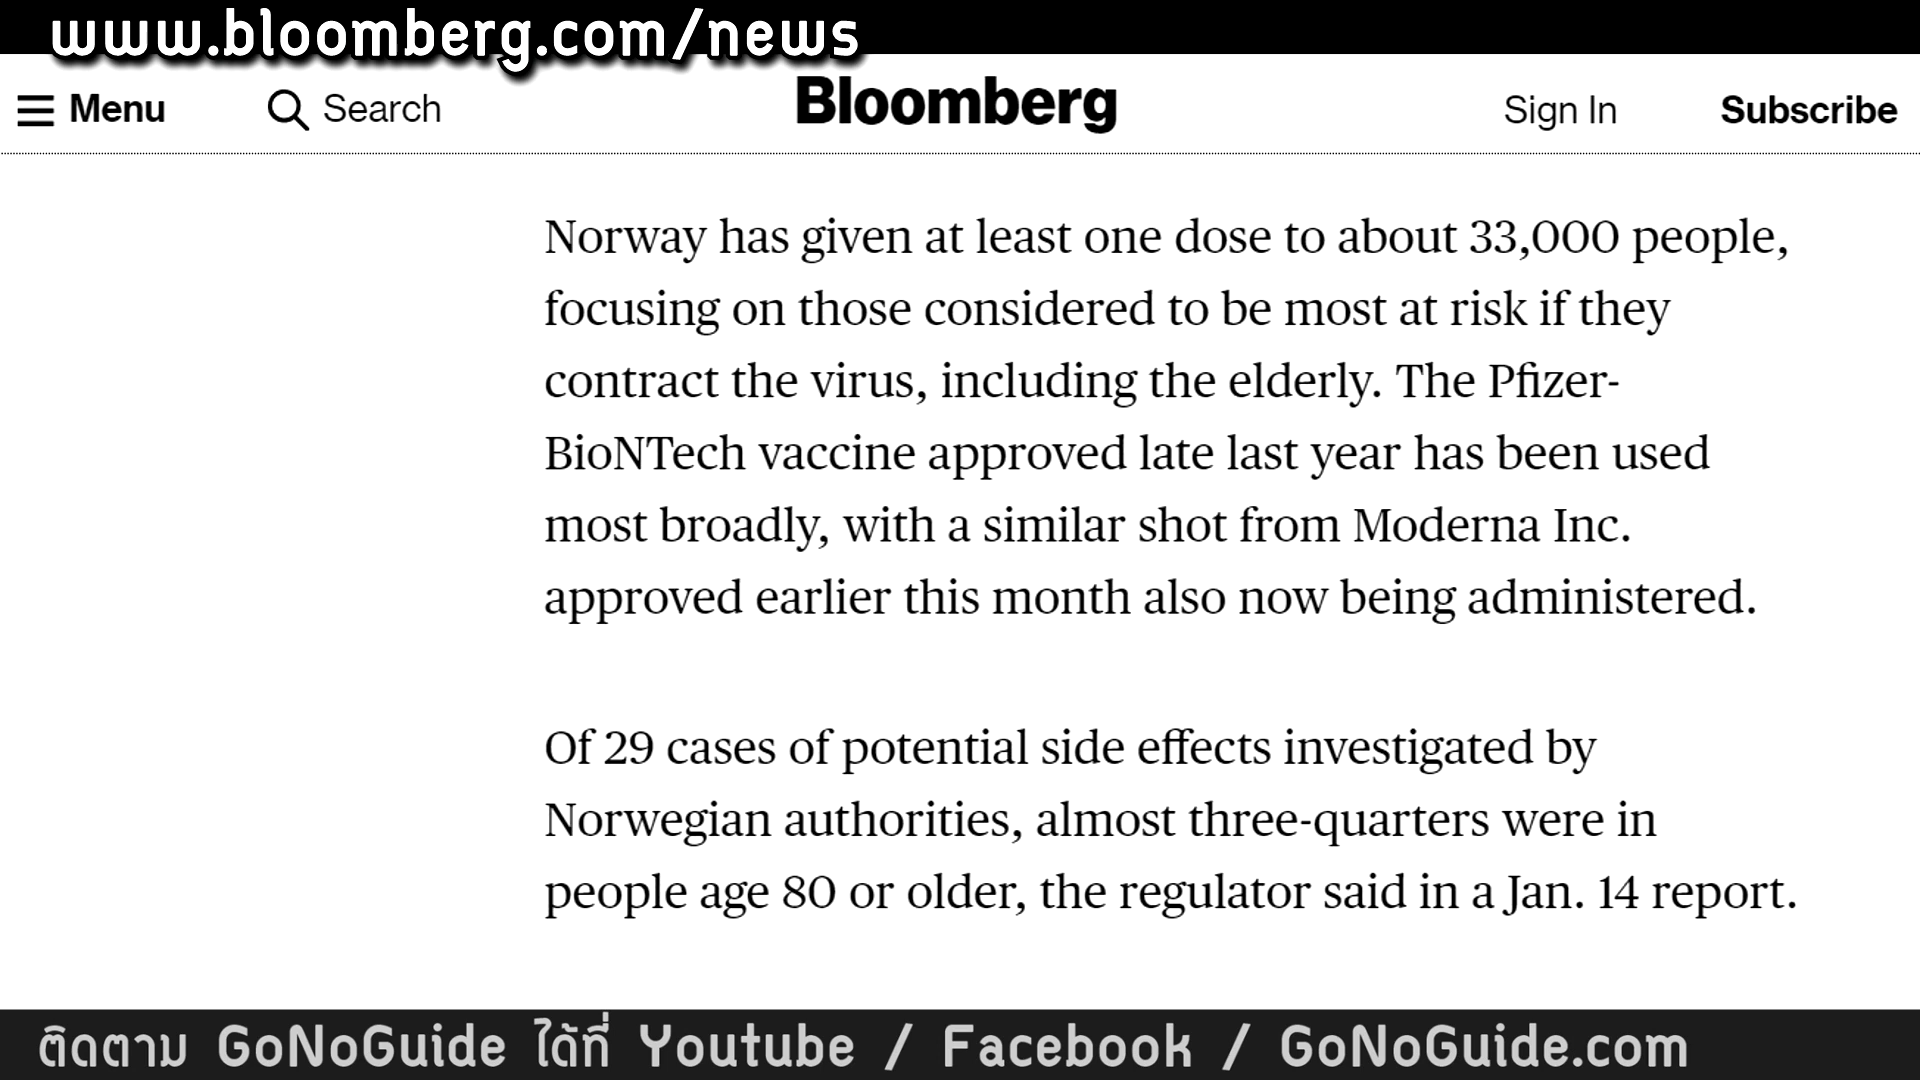 www.bloomberg.com/news
Menu
Search
Bloomberg
Sign In
Subscribe
Norway has given at least one dose to about 33,000 people,
focusing on those considered to be most at risk if they
contract the virus, including the elderly. The Pfizer-
BioNTech vaccine approved late last year has been used
most broadly, with a similar shot from Moderna Inc.
approved earlier this month also now being administered.
Of 29 cases of potential side effects investigated by
Norwegian authorities, almost three-quarters were in
people age 80 or older, the regulator said in a Jan. 14 report.
ติดตาม GoNoGuide ได้ที่ Youtube / Facebook / GoNoGuide.com